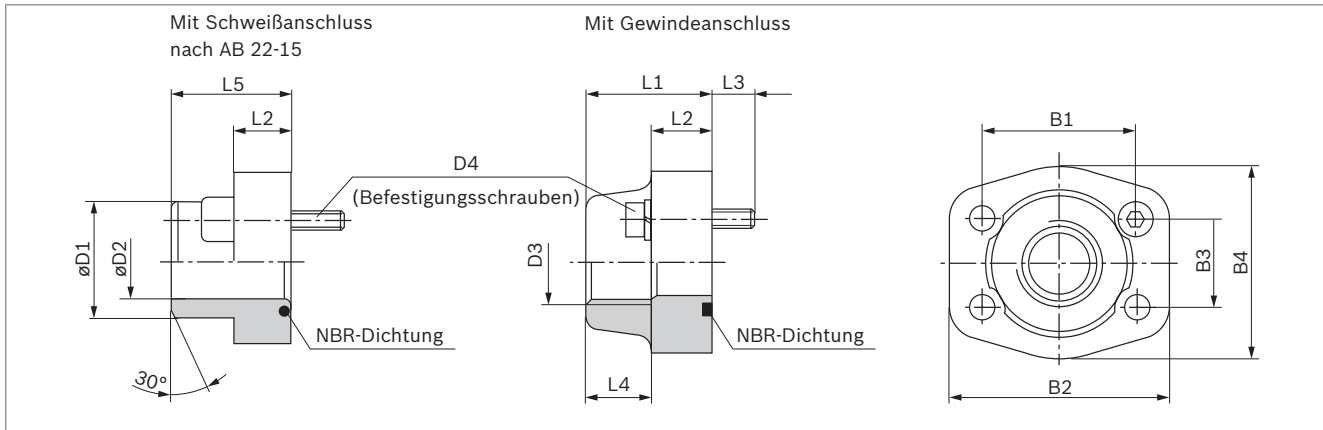 Mit Schweißanschluss
nach AB 22-15
L5
L2
D4
(Befestigungsschrauben)
øD1
øD2
NBR-Dichtung
30°
Mit Gewindeanschluss
L1
L3
L2
D3
NBR-Dichtung
L4
B1
B3
B4
B2